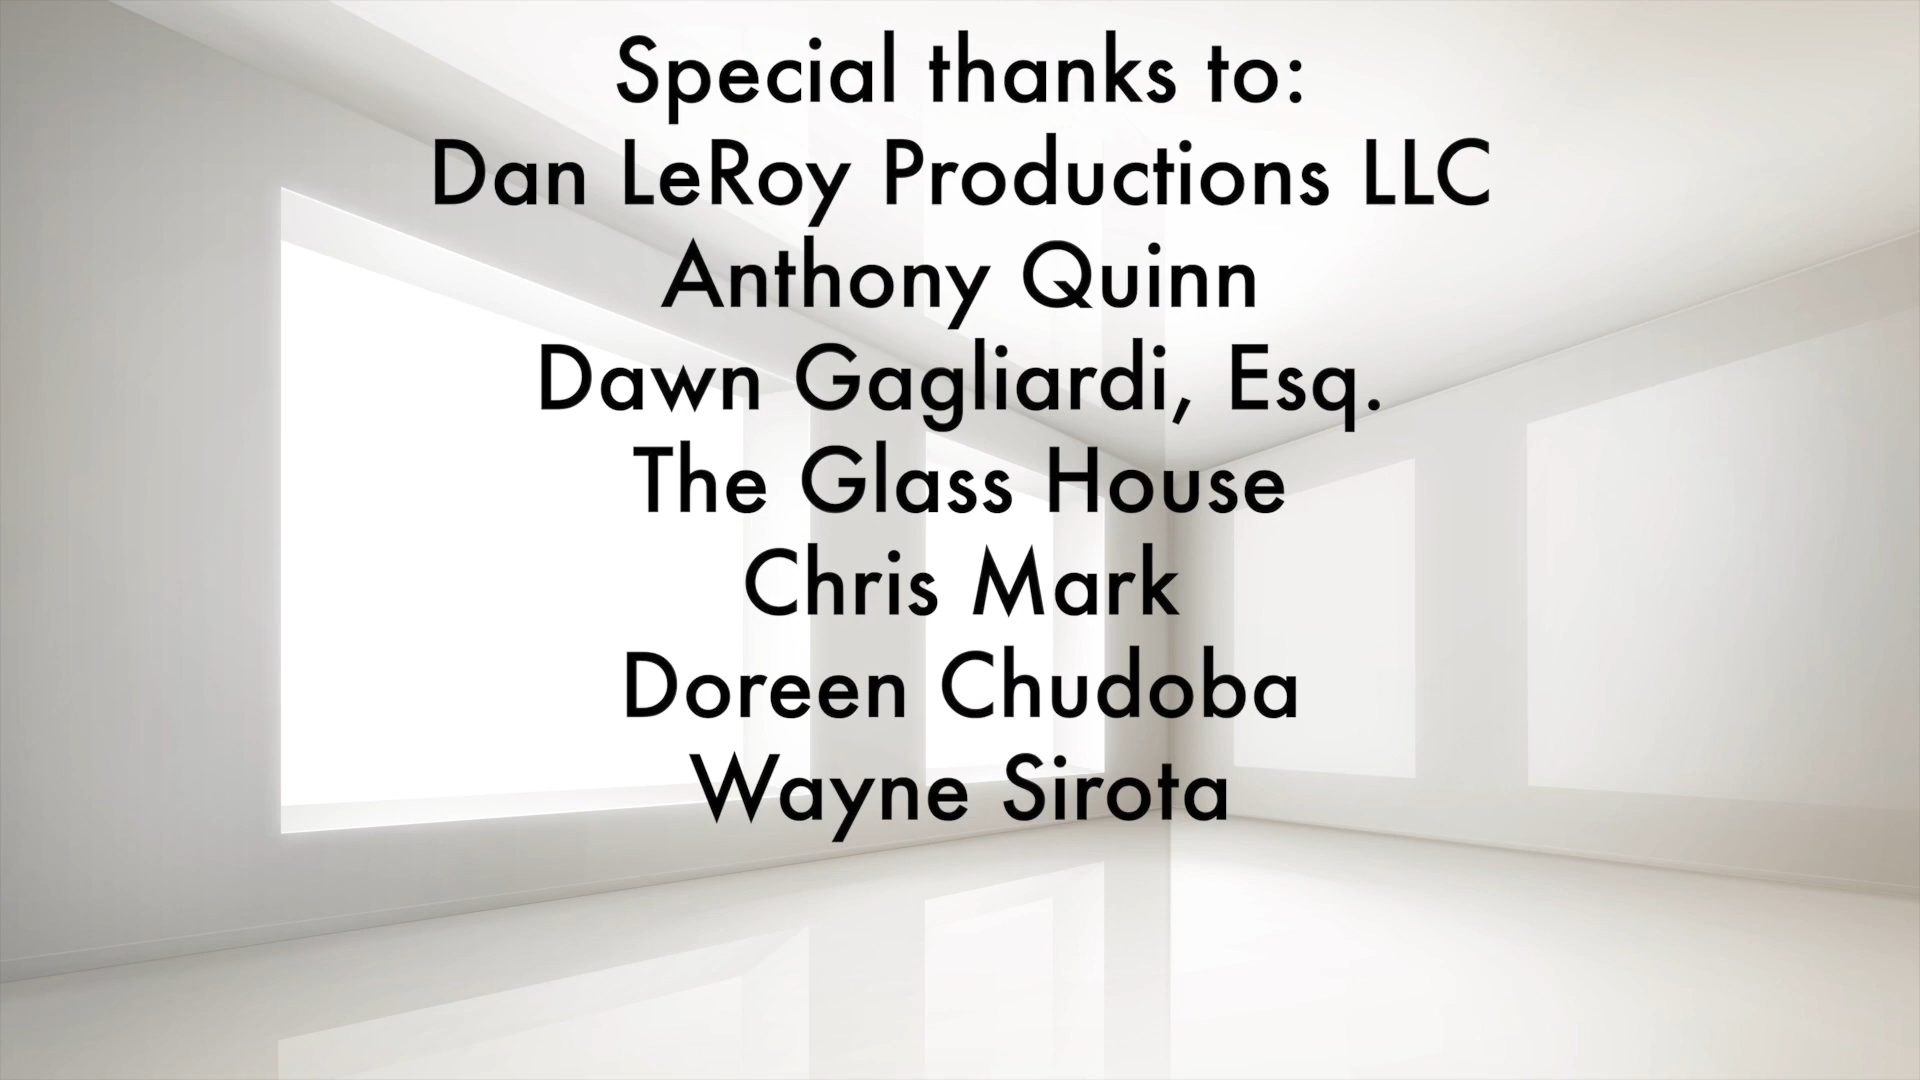 Special thanks to:
Dan LeRoy Productions LLC
Anthony Quinn
Dawn Gagliardi, Esq.
The Glass House
Chris Mark
Doreen Chudoba
Wayne Sirota